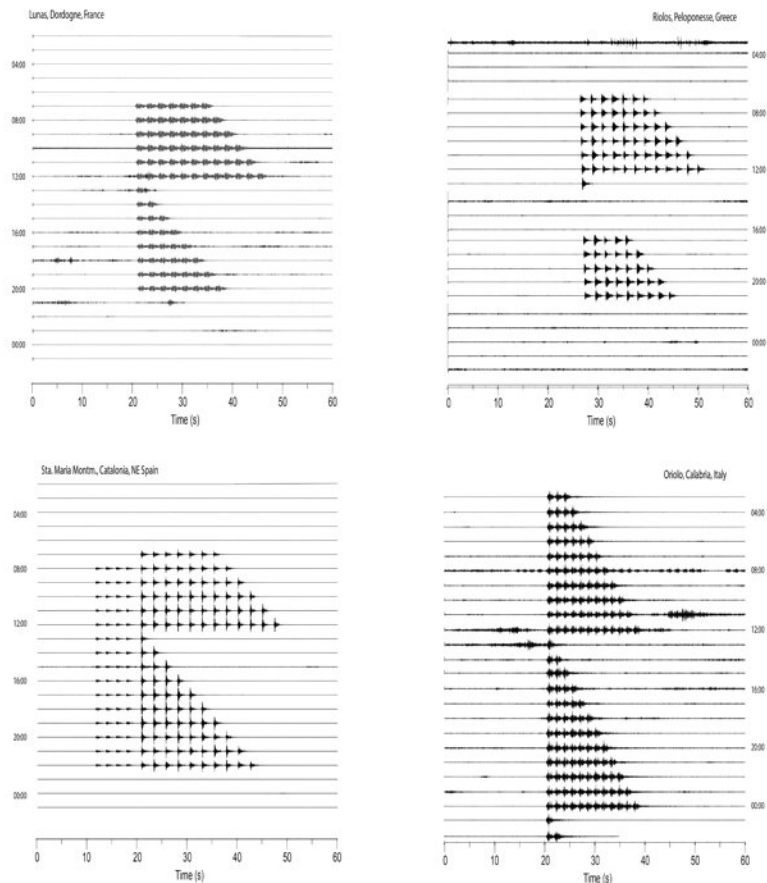 Lunas, Dordogne, France
04:00
08:00
12:00
16:00
20:00
00:00
0 10 20 30 40 50 60
Time (s)
Riolos, Peloponesse, Greece
04:00
08:00
12:00
16:00
20:00
00:00
0 10 20 30 40 50 60
Time (s)
Sta. Maria Montm., Catalonia, NE Spain
04:00
08:00
12:00
16:00
20:00
00:00
0 10 20 30 40 50 60
Time (s)
Oriolo, Calabria, Italy
04:00
08:00
12:00
16:00
20:00
00:00
0 10 20 30 40 50 60
Time (s)